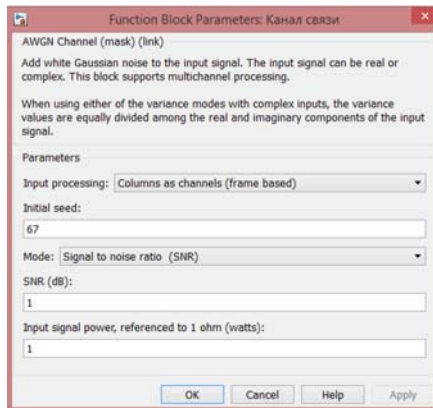 Function Block Parameters: Канал связи
AWGN Channel (mask) (link)
Add white Gaussian noise to the input signal. The input signal can be real or
complex. This block supports multichannel processing.
When using either of the variance modes with complex inputs, the variance
values are equally divided among the real and imaginary components of the input
signal.
Parameters
Input processing: Columns as channels (frame based)
Initial seed:
67
Mode: Signal to noise ratio (SNR)
SNR (dB):
1
Input signal power, referenced to 1 ohm (watts):
1
OK Cancel Help Apply